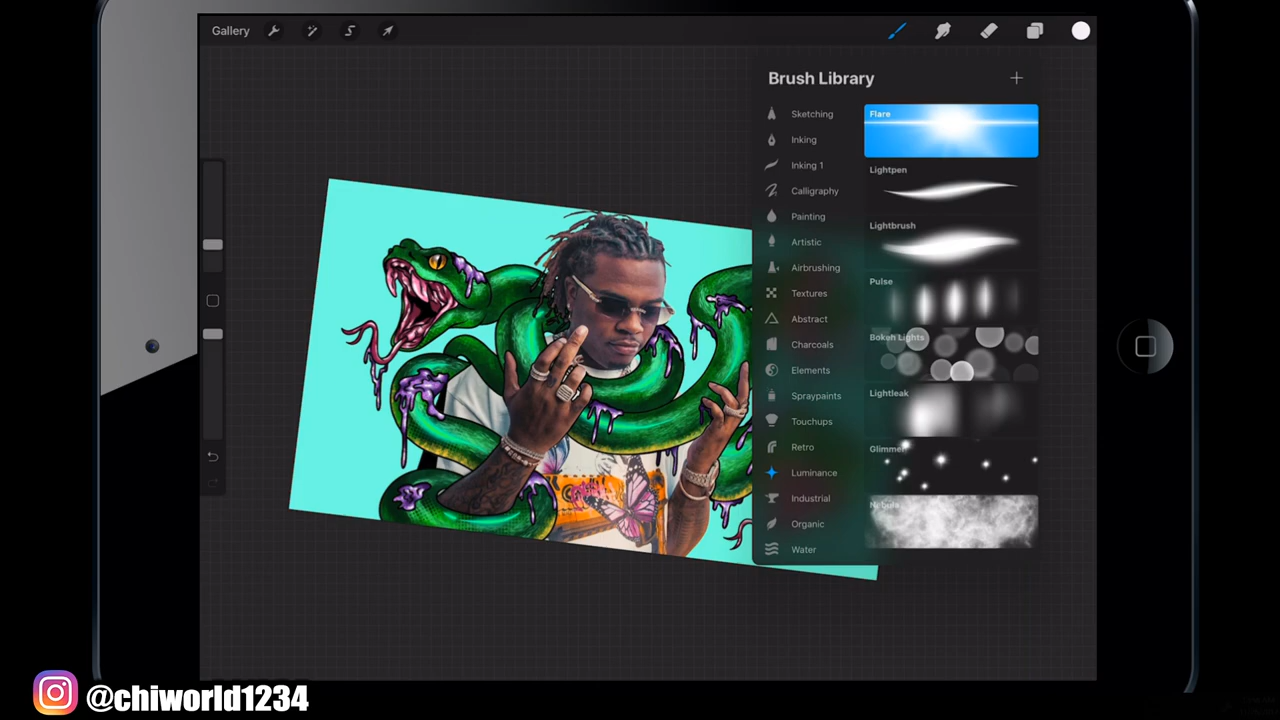 Gallery
Brush Library
Sketching
Inking
Inking 1
Calligraphy
Painting
Artistic
Airbrushing
Textures
Abstract
Charcoals
Elements
Spraypaints
Touchups
Retro
Luminance
Industrial
Organic
Water
Flare
Lightpen
Lightbrush
Pulse
Bokeh Lights
Lightleak
Glimmer
Nebula
@chiworld1234